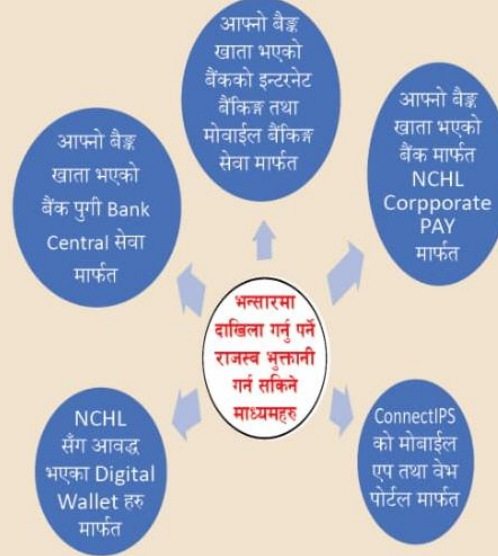 आफ्नो बैङ्क
खाता भएको
बैंकको इन्टरनेट
बैंकिङ्ग तथा
मोवाईल बैंकिङ्ग
सेवा मार्फत
आफ्नो बैङ्क
खाता भएको
बैंक मार्फत
NCHL
Corpporate
PAY
मार्फत
आफ्नो बैङ्क
खाता भएको
बैंक पुगी Bank
Central सेवा
मार्फत
भन्सारमा
दाखिला गर्नु पर्ने
राजस्ब भुक्तानी
गर्न सकिने
माध्यमहरु
NCHL
सँग आवद्ध
भएका Digital
Wallet हरु
मार्फत
ConnectIPS
को मोबाईल
एप तथा वेभ
पोर्टल मार्फत